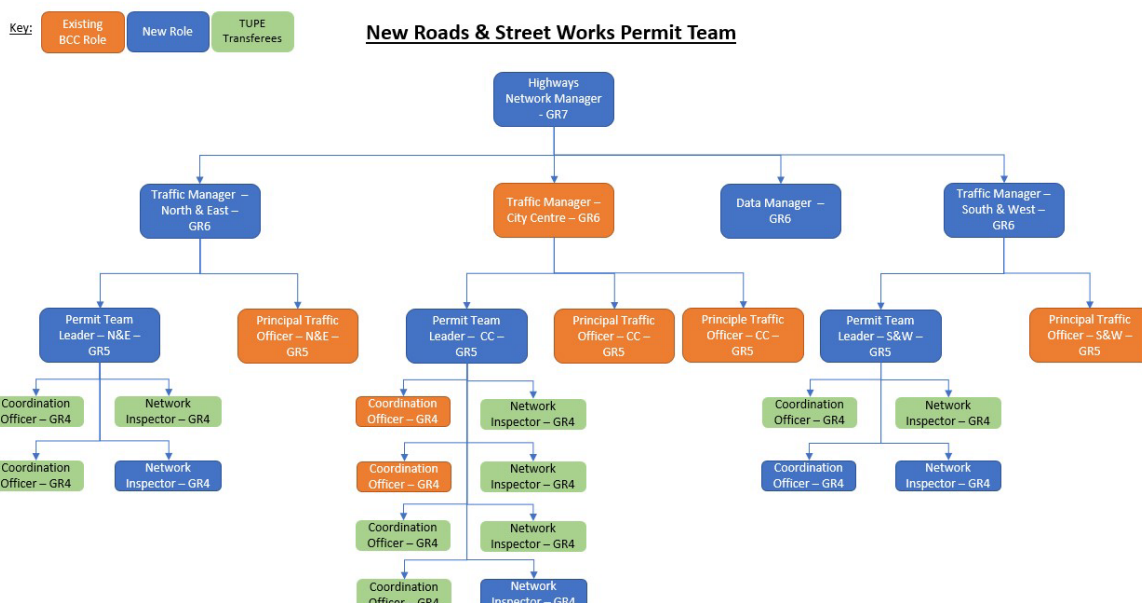 Key:
Existing
BCC Role
New Role
TUPE
Transferees
New Roads & Street Works Permit Team
Highways
Network Manager
- GR7
Traffic Manager –
North & East –
GR6
Traffic Manager –
City Centre – GR6
Data Manager –
GR6
Traffic Manager –
South & West –
GR6
Permit Team
Leader – N&E –
GR5
Principal Traffic
Officer – N&E –
GR5
Permit Team
Leader – CC –
GR5
Principal Traffic
Officer – CC –
GR5
Principle Traffic
Officer – CC –
GR5
Permit Team
Leader – S&W –
GR5
Principal Traffic
Officer – S&W –
GR5
Coordination
Officer – GR4
Network
Inspector – GR4
Coordination
Officer – GR4
Network
Inspector – GR4
Coordination
Officer – GR4
Network
Inspector – GR4
Coordination
Officer – GR4
Network
Inspector – GR4
Coordination
Officer – GR4
Network
Inspector – GR4
Coordination
Officer – GR4
Network
Inspector – GR4
Coordination
Officer – GR4
Network
Inspector – GR4
Coordination
Officer – GR4
Network
Inspector – GR4